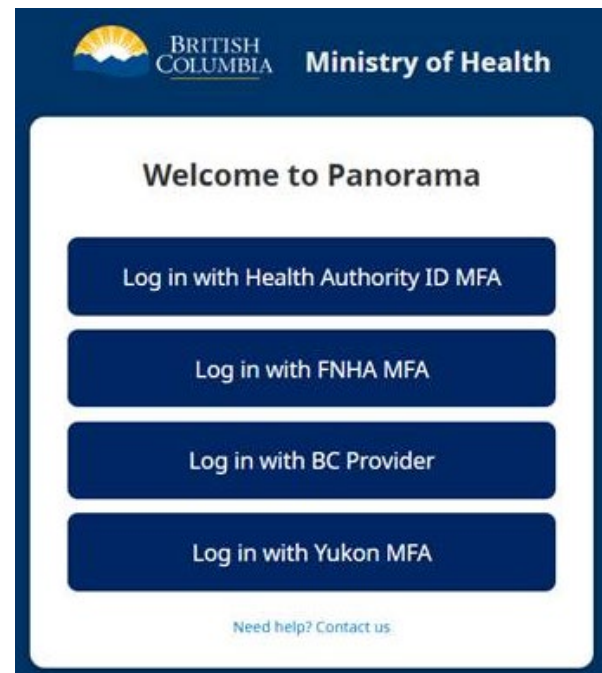 BRITISH
COLUMBIA
Ministry of Health
Welcome to Panorama
Log in with Health Authority ID MFA
Log in with FNHA MFA
Log in with BC Provider
Log in with Yukon MFA
Need help? Contact us